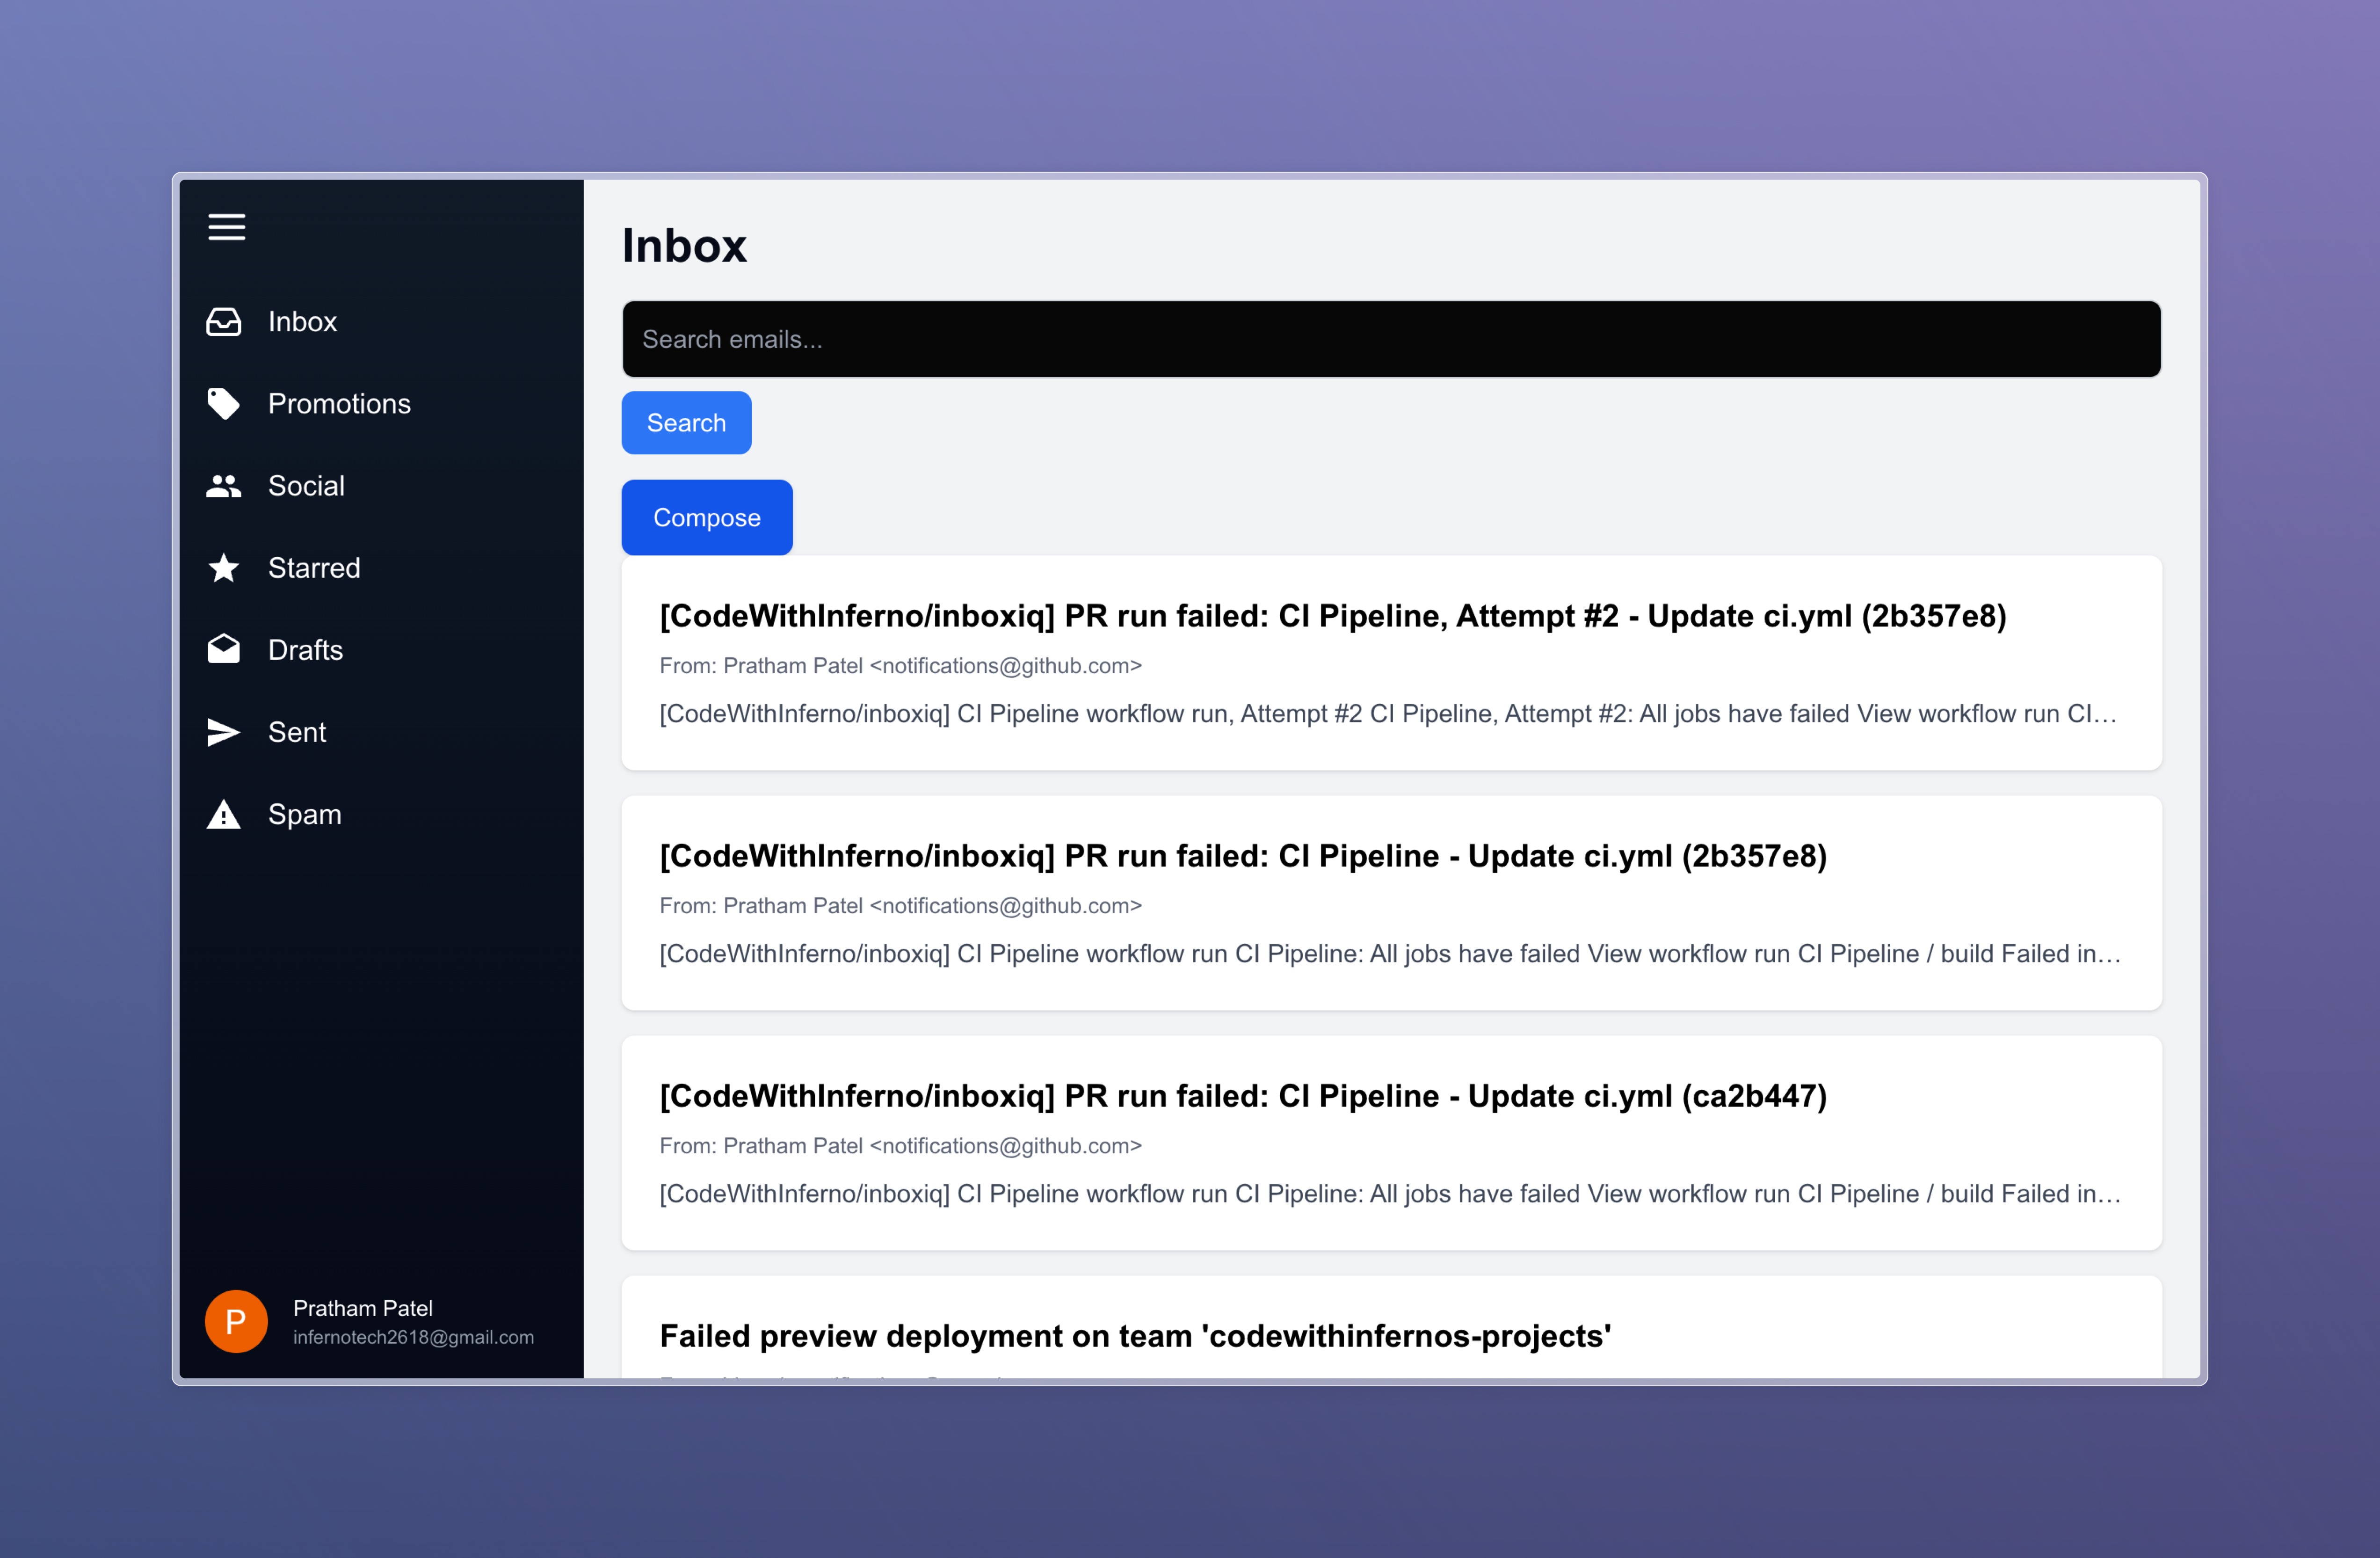 Inbox
Promotions
Social
Starred
Drafts
Sent
Spam
P
Pratham Patel
infernotech2618@gmail.com
Inbox
Search emails...
Search
Compose
[CodeWithInferno/inboxiq] PR run failed: CI Pipeline, Attempt #2 - Update ci.yml (2b357e8)
From: Pratham Patel <notifications@github.com>
[CodeWithInferno/inboxiq] CI Pipeline workflow run, Attempt #2 CI Pipeline, Attempt #2: All jobs have failed View workflow run CI…
[CodeWithInferno/inboxiq] PR run failed: CI Pipeline - Update ci.yml (2b357e8)
From: Pratham Patel <notifications@github.com>
[CodeWithInferno/inboxiq] CI Pipeline workflow run CI Pipeline: All jobs have failed View workflow run CI Pipeline / build Failed in…
[CodeWithInferno/inboxiq] PR run failed: CI Pipeline - Update ci.yml (ca2b447)
From: Pratham Patel <notifications@github.com>
[CodeWithInferno/inboxiq] CI Pipeline workflow run CI Pipeline: All jobs have failed View workflow run CI Pipeline / build Failed in…
Failed preview deployment on team 'codewithinfernos-projects'